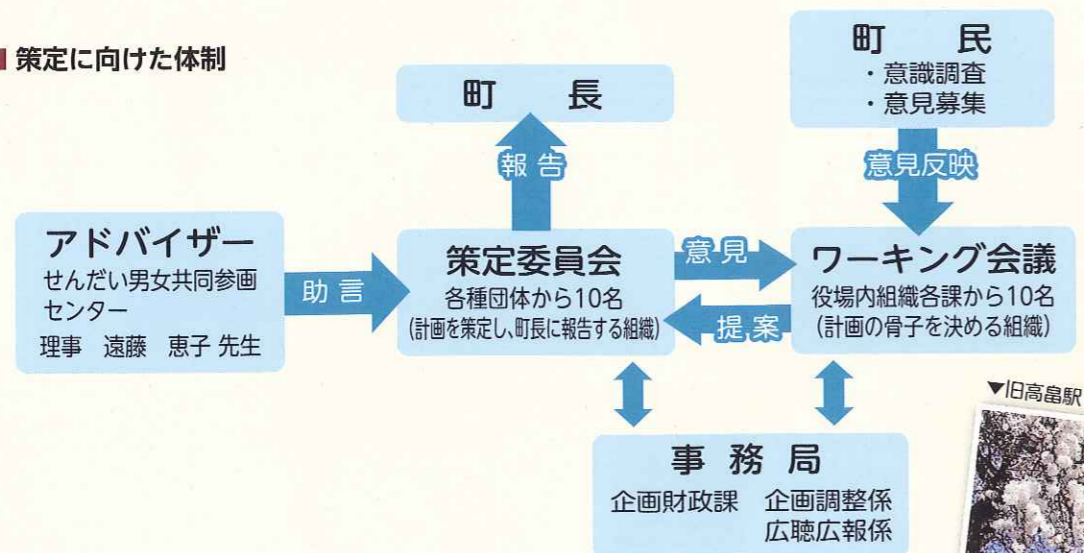 策定に向けた体制
町 長
町 民
・意識調査
・意見募集
報告
意見反映
アドバイザー
せんだい男女共同参画
センター
理事 遠藤 恵子 先生
助言
策定委員会
各種団体から10名
(計画を策定し、町長に報告する組織)
意見
提案
ワーキング会議
役場内組織各課から10名
(計画の骨子を決める組織)
▼旧高畠駅
事 務 局
企画財政課 企画調整係
広聴広報係